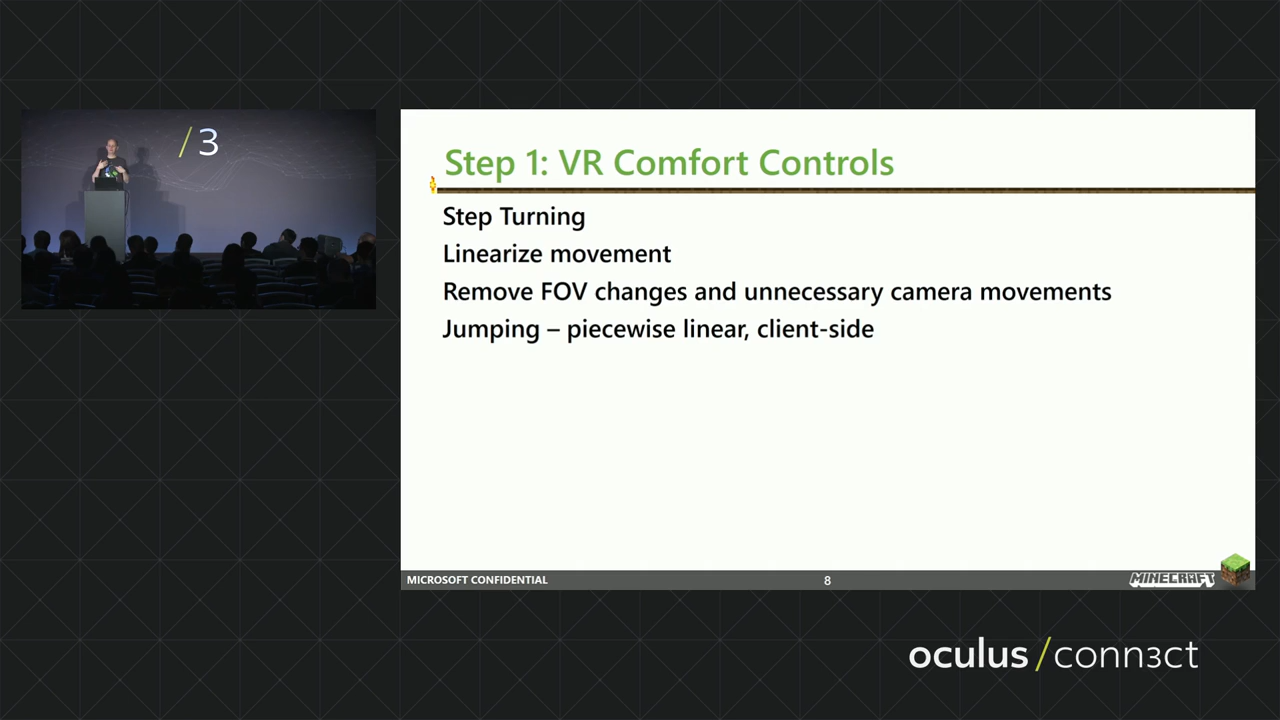 /3
Step 1: VR Comfort Controls
Step Turning
Linearize movement
Remove FOV changes and unnecessary camera movements
Jumping – piecewise linear, client-side
MICROSOFT CONFIDENTIAL
8
MINECRAFT
oculus/conn3ct